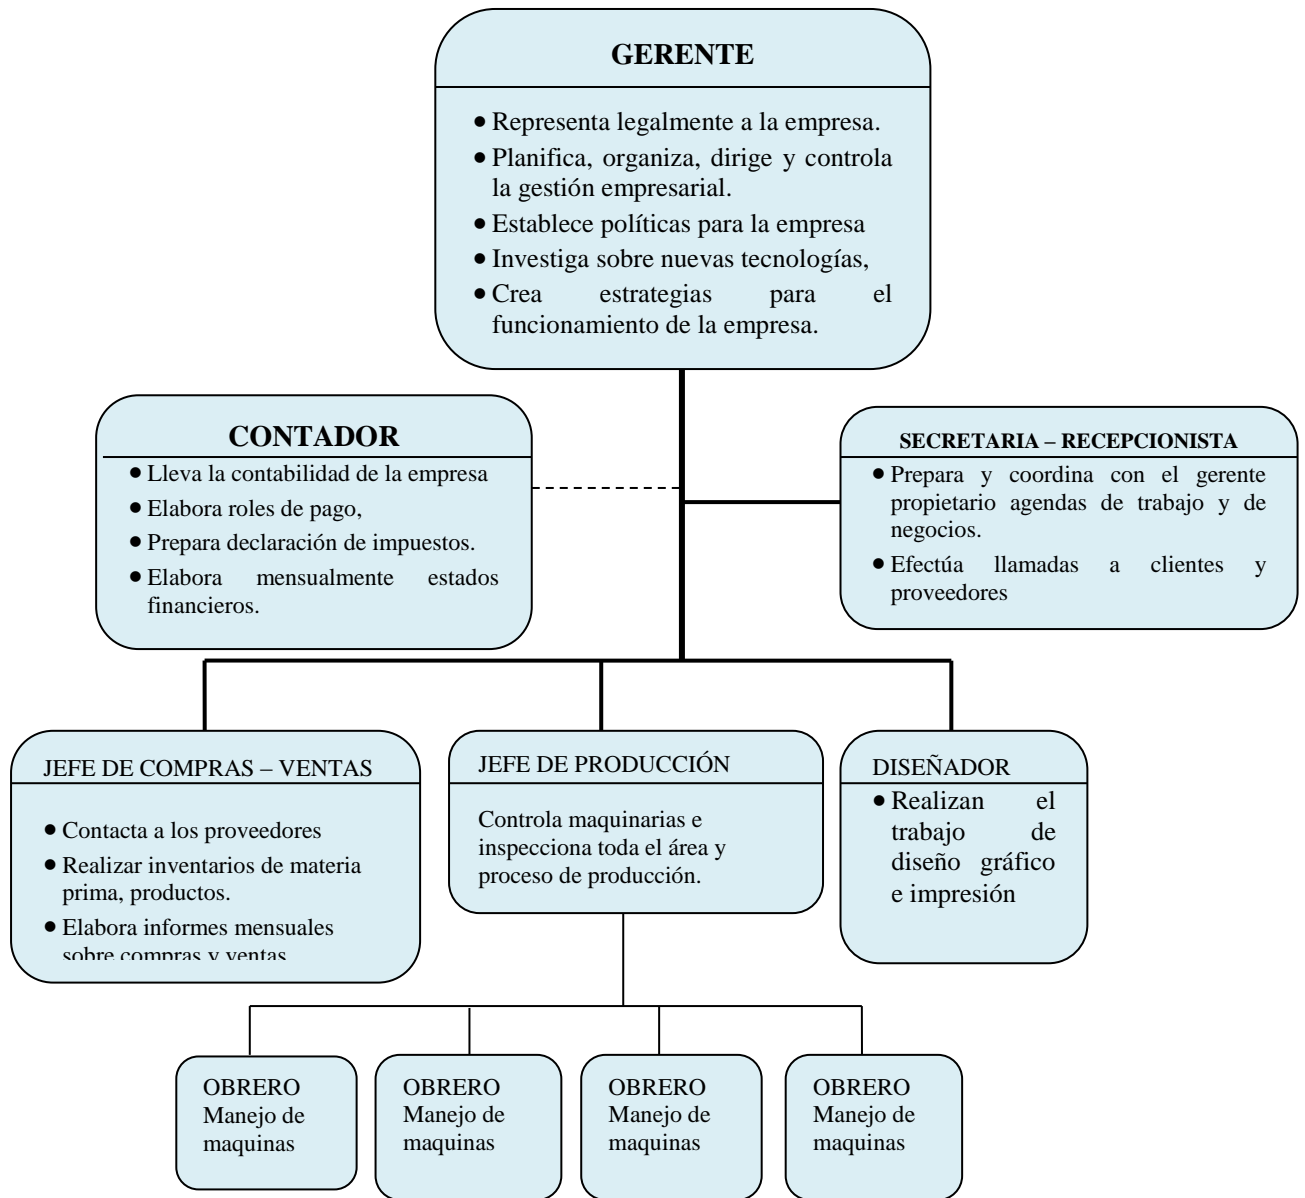 GERENTE
• Representa legalmente a la empresa.
• Planifica, organiza, dirige y controla
la gestión empresarial.
• Establece políticas para la empresa
• Investiga sobre nuevas tecnologías,
• Crea estrategias para el
funcionamiento de la empresa.
CONTADOR
• Lleva la contabilidad de la empresa
• Elabora roles de pago,
• Prepara declaración de impuestos.
• Elabora mensualmente estados
financieros.
SECRETARIA – RECEPCIONISTA
• Prepara y coordina con el gerente
propietario agendas de trabajo y de
negocios.
• Efectúa llamadas a clientes y
proveedores
JEFE DE COMPRAS – VENTAS
• Contacta a los proveedores
• Realizar inventarios de materia
prima, productos.
• Elabora informes mensuales
sobre compras y ventas
JEFE DE PRODUCCIÓN
Controla maquinarias e
inspecciona toda el área y
proceso de producción.
DISEÑADOR
• Realizan el
trabajo de
diseño gráfico
e impresión
OBRERO
Manejo de
maquinas
OBRERO
Manejo de
maquinas
OBRERO
Manejo de
maquinas
OBRERO
Manejo de
maquinas